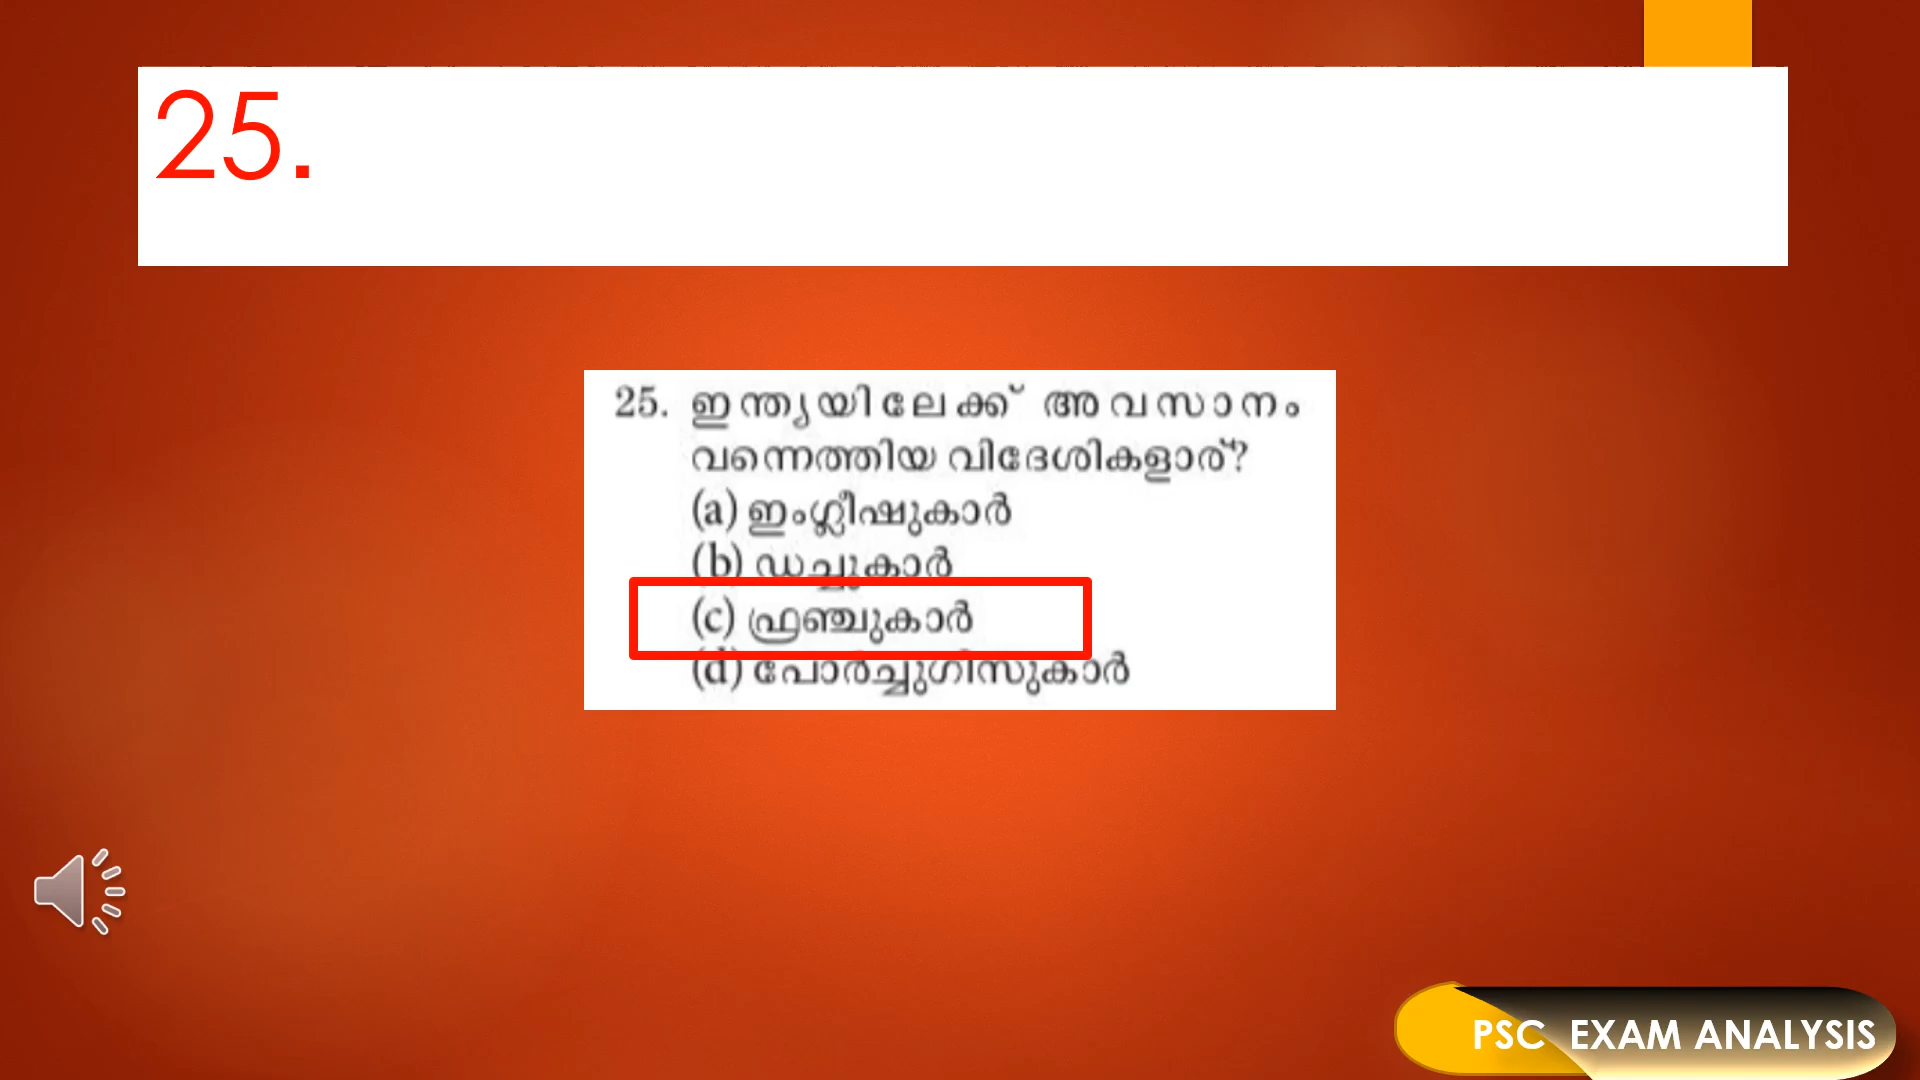 25.
25. ഇന്ത്യയിലേക്ക് അവസാനം
വന്നെത്തിയ വിദേശികളാര്?
(a) ഇംഗ്ലീഷുകാർ
(b) ഡച്ചുകാർ
(c) ഫ്രഞ്ചുകാർ
(d) പോർച്ചുഗീസുകാർ
PSC EXAM ANALYSIS